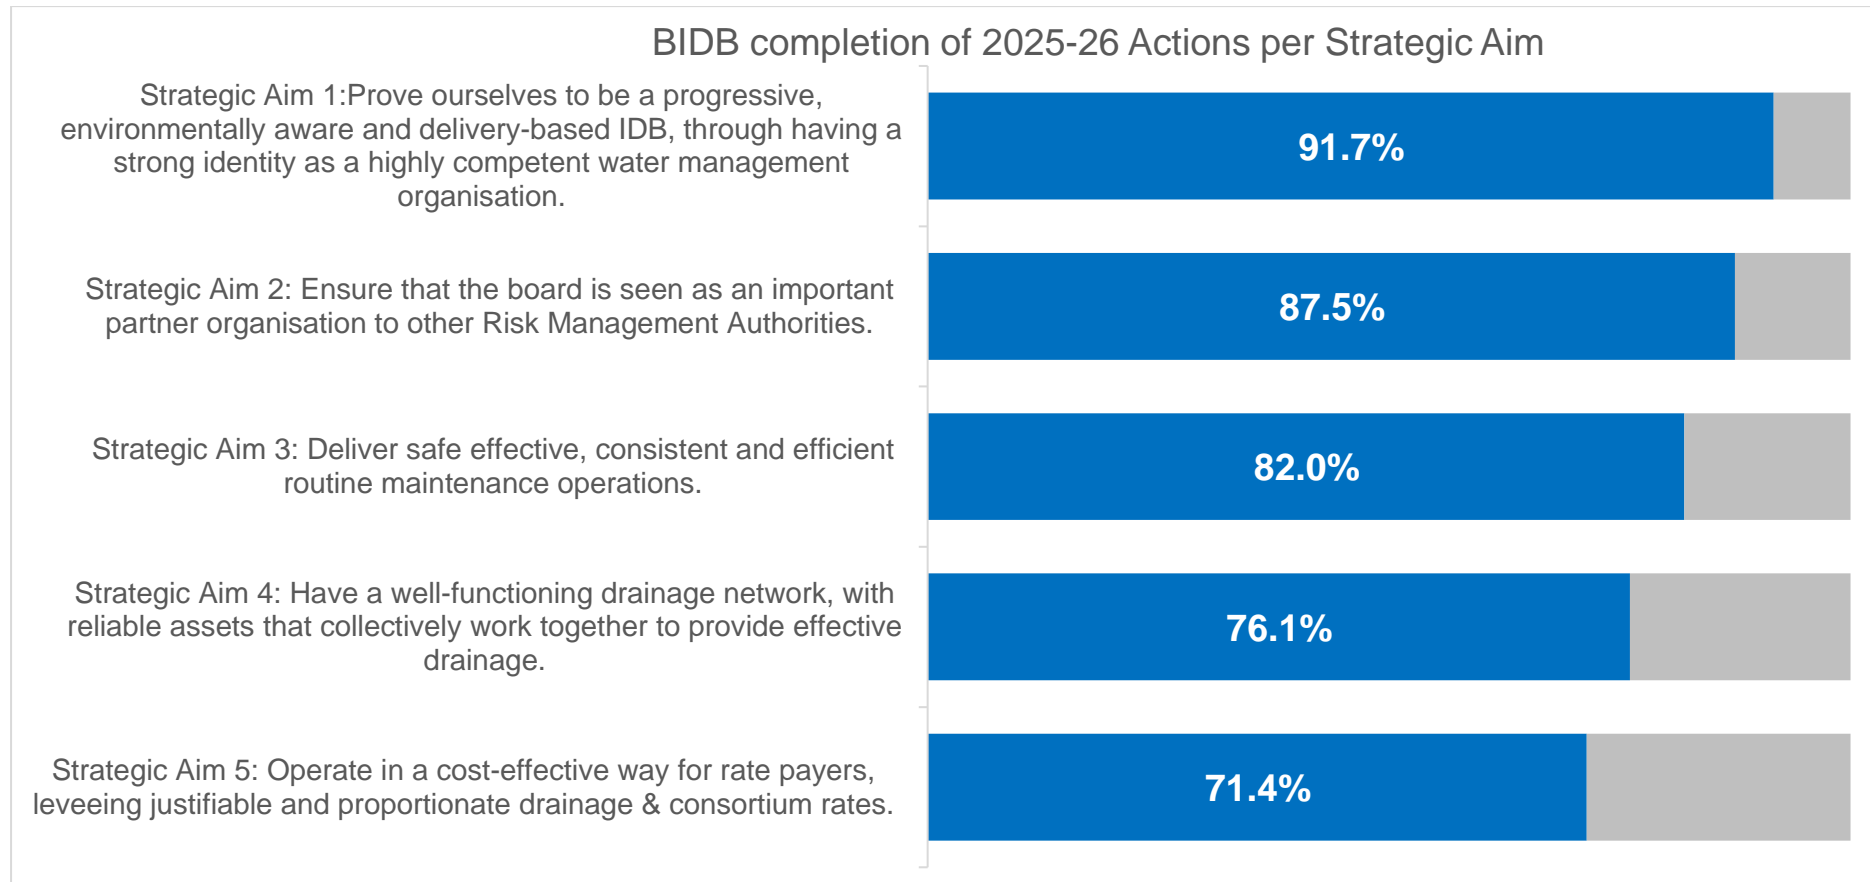 BIDB completion of 2025-26 Actions per Strategic Aim
Strategic Aim 1:Prove ourselves to be a progressive,
environmentally aware and delivery-based IDB, through having a
strong identity as a highly competent water management
organisation.
91.7%
Strategic Aim 2: Ensure that the board is seen as an important
partner organisation to other Risk Management Authorities.
87.5%
Strategic Aim 3: Deliver safe effective, consistent and efficient
routine maintenance operations.
82.0%
Strategic Aim 4: Have a well-functioning drainage network, with
reliable assets that collectively work together to provide effective
drainage.
76.1%
Strategic Aim 5: Operate in a cost-effective way for rate payers,
leveeing justifiable and proportionate drainage & consortium rates.
71.4%